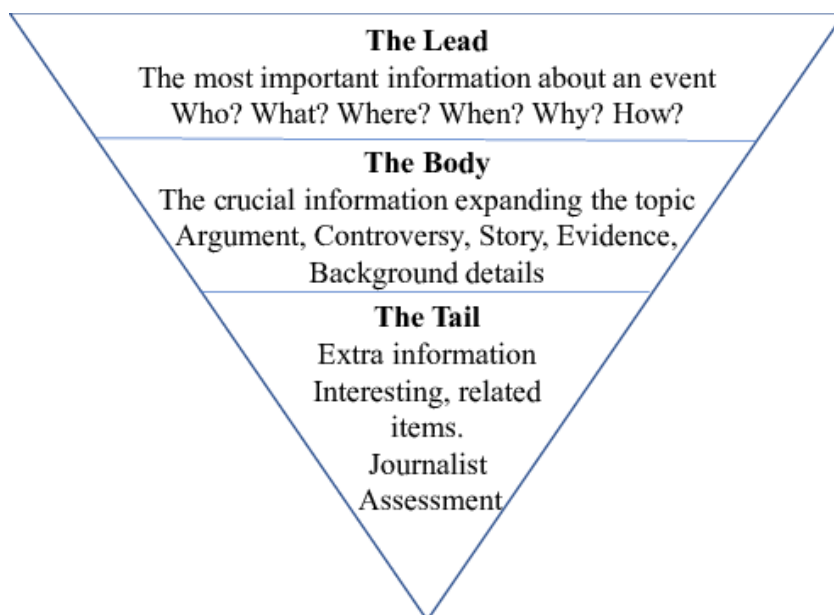 The Lead
The most important information about an event
Who? What? Where? When? Why? How?
The Body
The crucial information expanding the topic
Argument, Controversy, Story, Evidence,
Background details
The Tail
Extra information
Interesting, related
items.
Journalist
Assessment